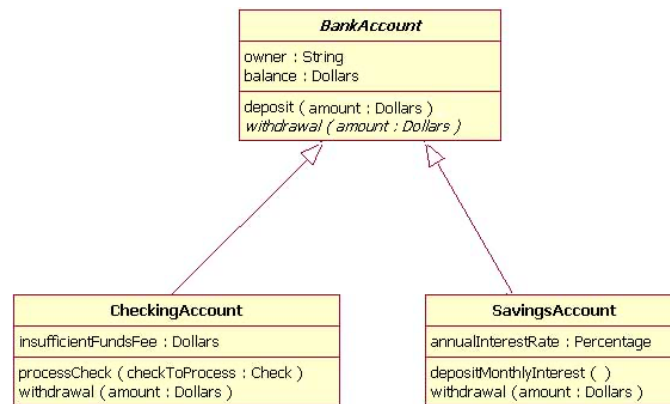 BankAccount
owner : String
balance : Dollars
deposit ( amount : Dollars )
withdrawal ( amount : Dollars )
CheckingAccount
insufficientFundsFee : Dollars
processCheck ( checkToProcess : Check )
withdrawal ( amount : Dollars )
SavingsAccount
annualInterestRate : Percentage
depositMonthlyInterest ( )
withdrawal ( amount : Dollars )